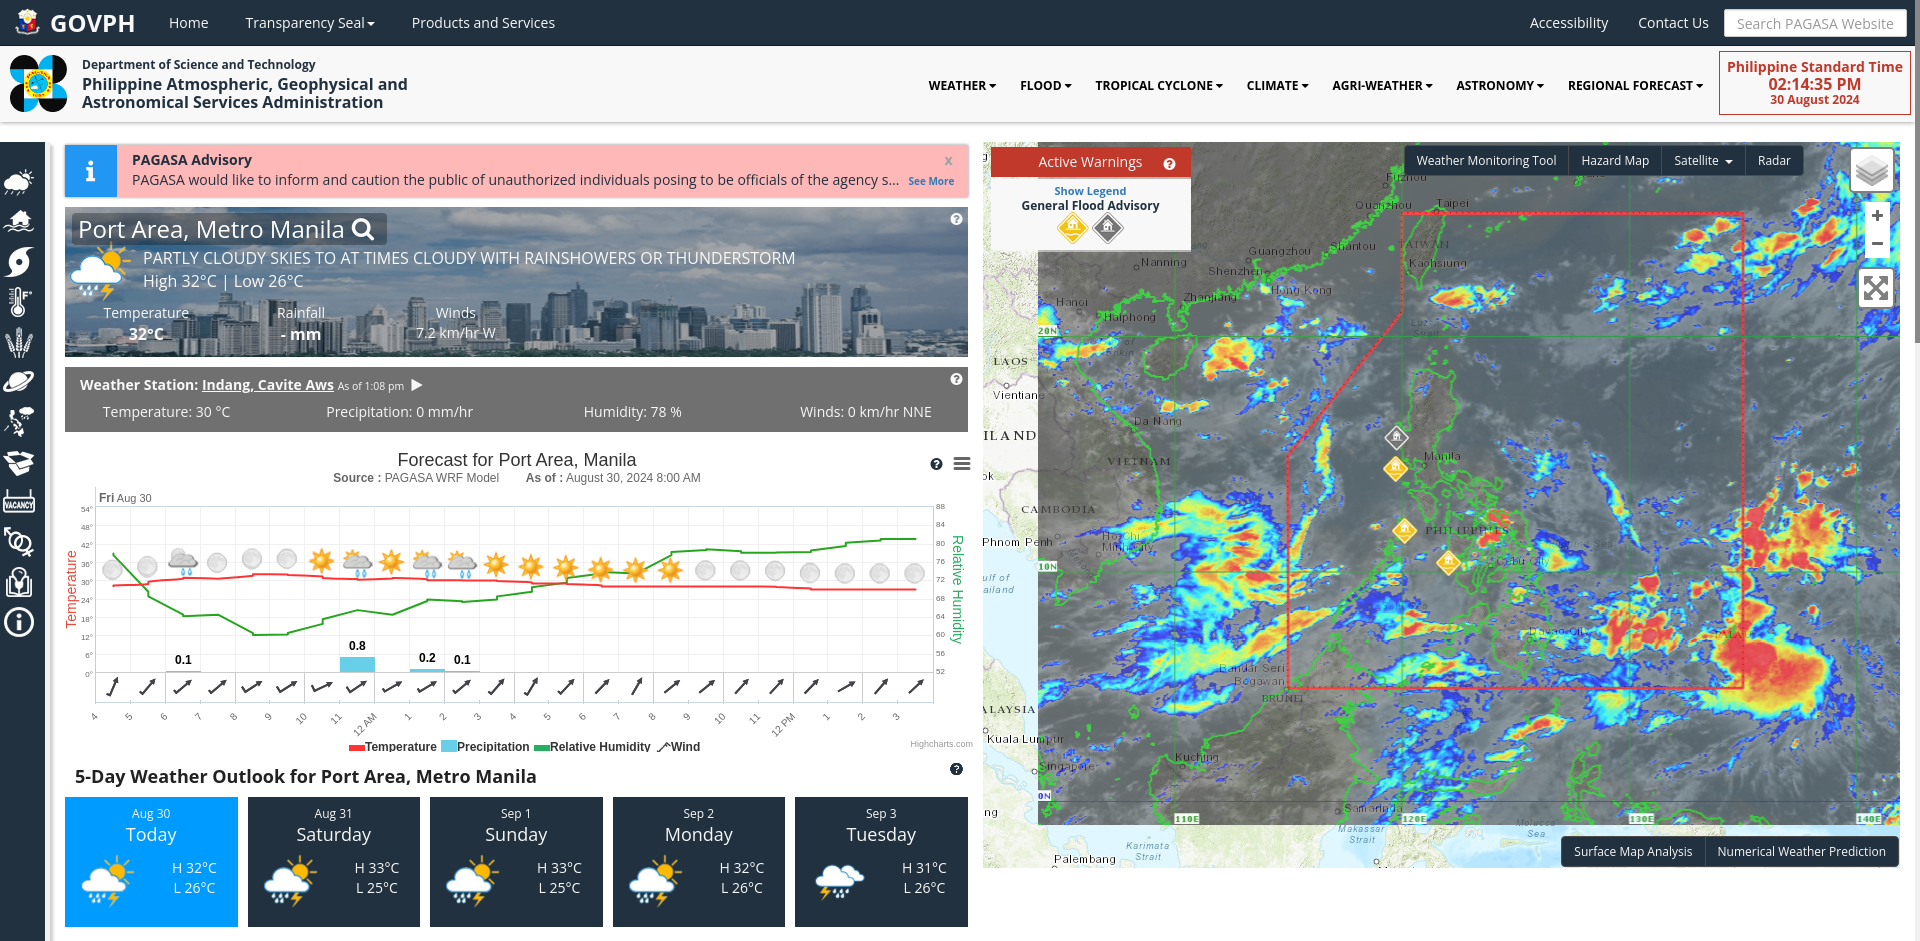 GOVPH
Home
Transparency Seal
Products and Services
Accessibility
Contact Us
Search PAGASA Website
Department of Science and Technology
Philippine Atmospheric, Geophysical and
Astronomical Services Administration
WEATHER
FLOOD
TROPICAL CYCLONE
CLIMATE
AGRI-WEATHER
ASTRONOMY
REGIONAL FORECAST
Philippine Standard Time
02:14:35 PM
30 August 2024
PAGASA Advisory
x
PAGASA would like to inform and caution the public of unauthorized individuals posing to be officials of the agency s...
See More
Port Area, Metro Manila
PARTLY CLOUDY SKIES TO AT TIMES CLOUDY WITH RAINSHOWERS OR THUNDERSTORM
High 32°C | Low 26°C
Temperature
Rainfall
Winds
32°C
- mm
7.2 km/hr W
Weather Station: Indang, Cavite Aws As of 1:08 pm
Temperature: 30 °C
Precipitation: 0 mm/hr
Humidity: 78 %
Winds: 0 km/hr NNE
Forecast for Port Area, Manila
Source : PAGASA WRF Model
As of : August 30, 2024 8:00 AM
Fri Aug 30
54°
48°
42°
36°
30°
24°
18°
12°
6°
0°
Temperature
88
84
80
76
72
68
64
60
56
52
Relative Humidity
0.1
0.8
0.2
0.1
4
5
6
7
8
9
10
11
12 AM
1
2
3
4
5
6
7
8
9
10
11
12 PM
1
2
3
Temperature
Precipitation
Relative Humidity
Wind
Highcharts.com
5-Day Weather Outlook for Port Area, Metro Manila
Aug 30
Today
H 32°C
L 26°C
Aug 31
Saturday
H 33°C
L 25°C
Sep 1
Sunday
H 33°C
L 25°C
Sep 2
Monday
H 32°C
L 26°C
Sep 3
Tuesday
H 31°C
L 26°C
VACANCY
Active Warnings
Show Legend
General Flood Advisory
Weather Monitoring Tool
Hazard Map
Satellite
Radar
+
−
Fuzhou
Quanzhou
Taipei
Guangzhou
Shantou
TAIWAN
Nanning
Shenzhen
Kaohsiung
Hanoi
Zhanjiang
Hong Kong
Haiphong
20N
LAOS
Vientiane
Da Nang
ILAND
VIETNAM
Manila
ok
CAMBODIA
PHILIPPINES
Phnom Penh
Ho Chi
Minh City
Cebu City
10N
ulf of
ailand
Davao City
PALAU
Bandar Seri
Begawan
BRUNEI
ALAYSIA
Kuala Lumpur
Kuching
Singapore
0N
ng
Samarinda
110E
120E
130E
140E
Makassar
Strait
Molucca
Sea
Karimata
Strait
Palembang
Surface Map Analysis
Numerical Weather Prediction